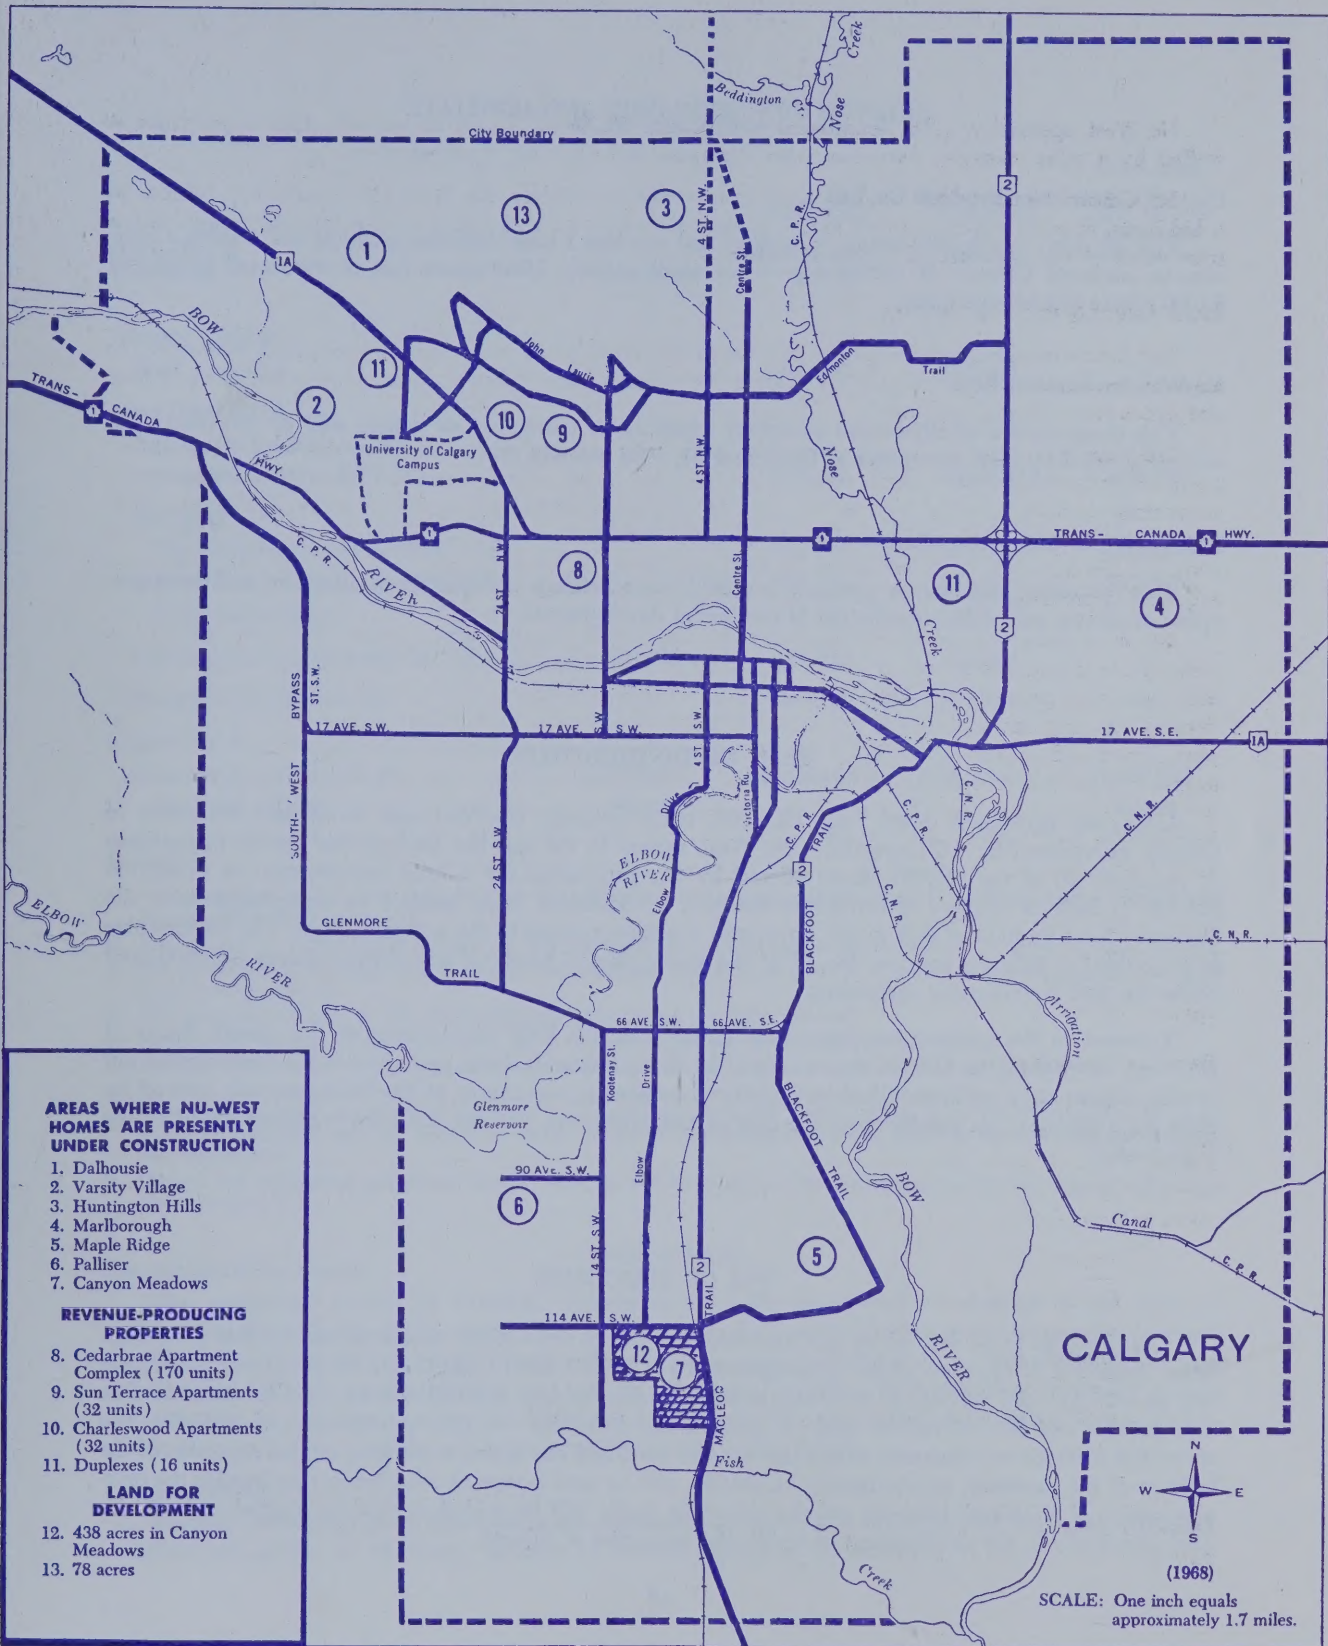 Creek
Beddington
Cr.
Nose
City Boundary
2
3
13
4 ST. N.W.
C. P. R.
1
1A
Centre St.
BOW
John
Laurie
Edmonton
Trail
11
TRANS-
1
CANADA
2
10
9
University of Calgary
Campus
HWY.
4 ST. N.W.
Nose
1
1
TRANS-
CANADA
1
HWY.
C. P. R.
RIVER
8
N.W.
24 ST.
Centre St.
11
4
Creek
2
BYPASS
ST. S.W.
17 AVE. S.W.
17 AVE.
S.W.
S.W.
4 ST. S.W.
17 AVE. S.E.
1A
SOUTH-WEST
Drive
C. P. R.
C. P. R.
C. N. R.
C. N. R.
TRAIL
2
ELBOW
RIVER
24 ST. S.W.
Elbow
C. N. R.
ELBOW
RIVER
GLENMORE
TRAIL
BLACKFOOT
C. N. R.
66 AVE. S.W.
66 AVE. S.E.
Irrigation
Kootenay St.
Drive
Glenmore
Reservoir
BLACKFOOT
TRAIL
90 AVE. S.W.
Elbow
6
BOW
Canal
C. P. R.
14 ST. S.W.
5
2
TRAIL
114 AVE. S.W.
12
7
RIVER
CALGARY
MACLEOD
Fish
Creek
AREAS WHERE NU-WEST
HOMES ARE PRESENTLY
UNDER CONSTRUCTION
1. Dalhousie
2. Varsity Village
3. Huntington Hills
4. Marlborough
5. Maple Ridge
6. Palliser
7. Canyon Meadows
REVENUE-PRODUCING
PROPERTIES
8. Cedarbrae Apartment
Complex (170 units)
9. Sun Terrace Apartments
(32 units)
10. Charleswood Apartments
(32 units)
11. Duplexes (16 units)
LAND FOR
DEVELOPMENT
12. 438 acres in Canyon
Meadows
13. 78 acres
N
W
E
S
(1968)
SCALE: One inch equals
approximately 1.7 miles.